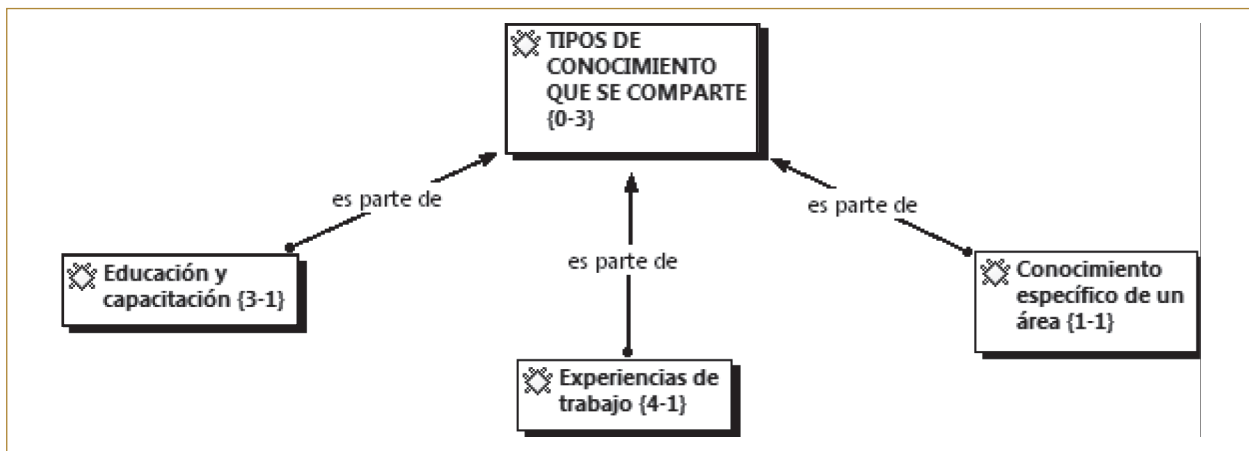 TIPOS DE
CONOCIMIENTO
QUE SE COMPARTE
{0-3}
es parte de
es parte de
es parte de
Educación y
capacitación {3-1}
Conocimiento
específico de un
área {1-1}
Experiencias de
trabajo {4-1}